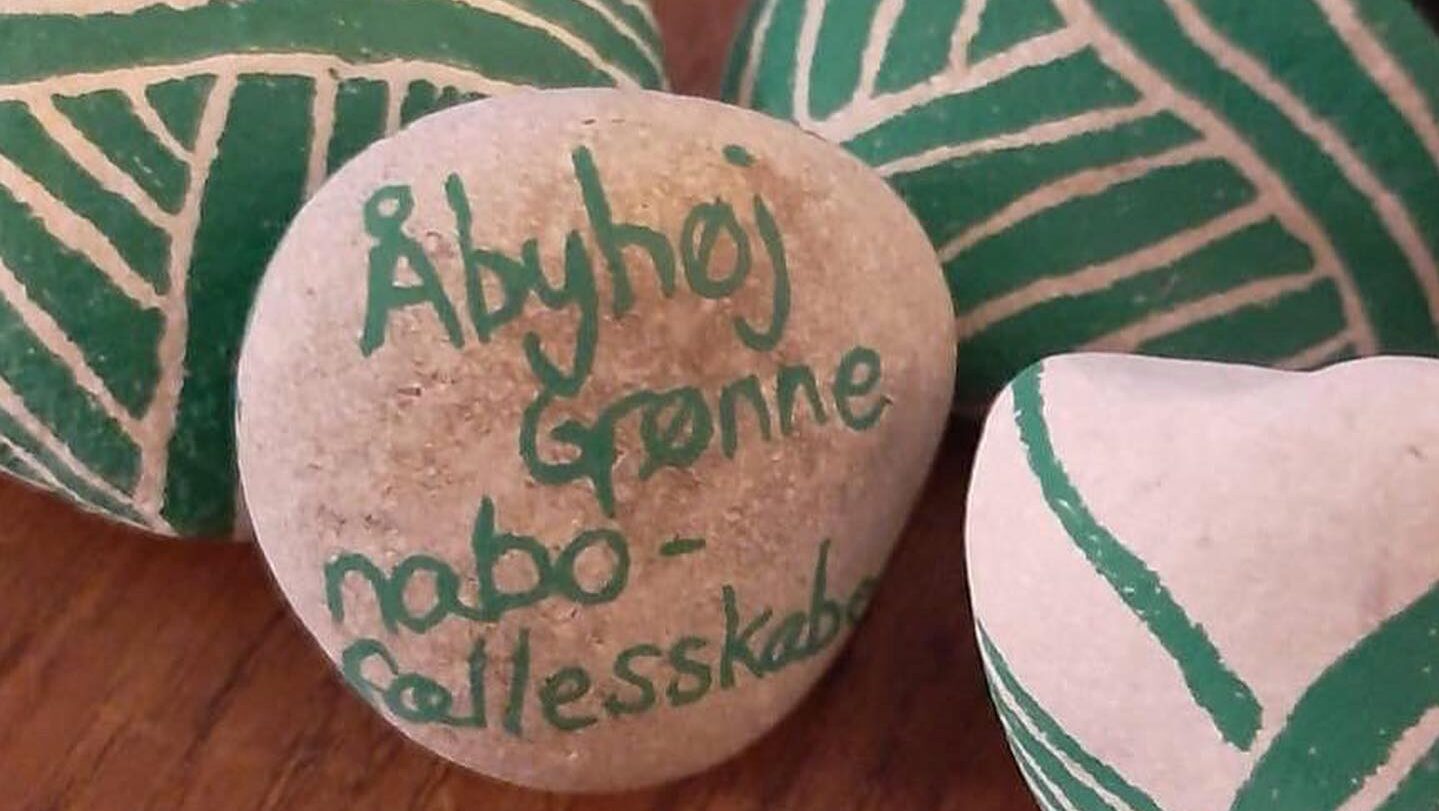 Åbyhøj
Grønne
nabo-
fællesskabe